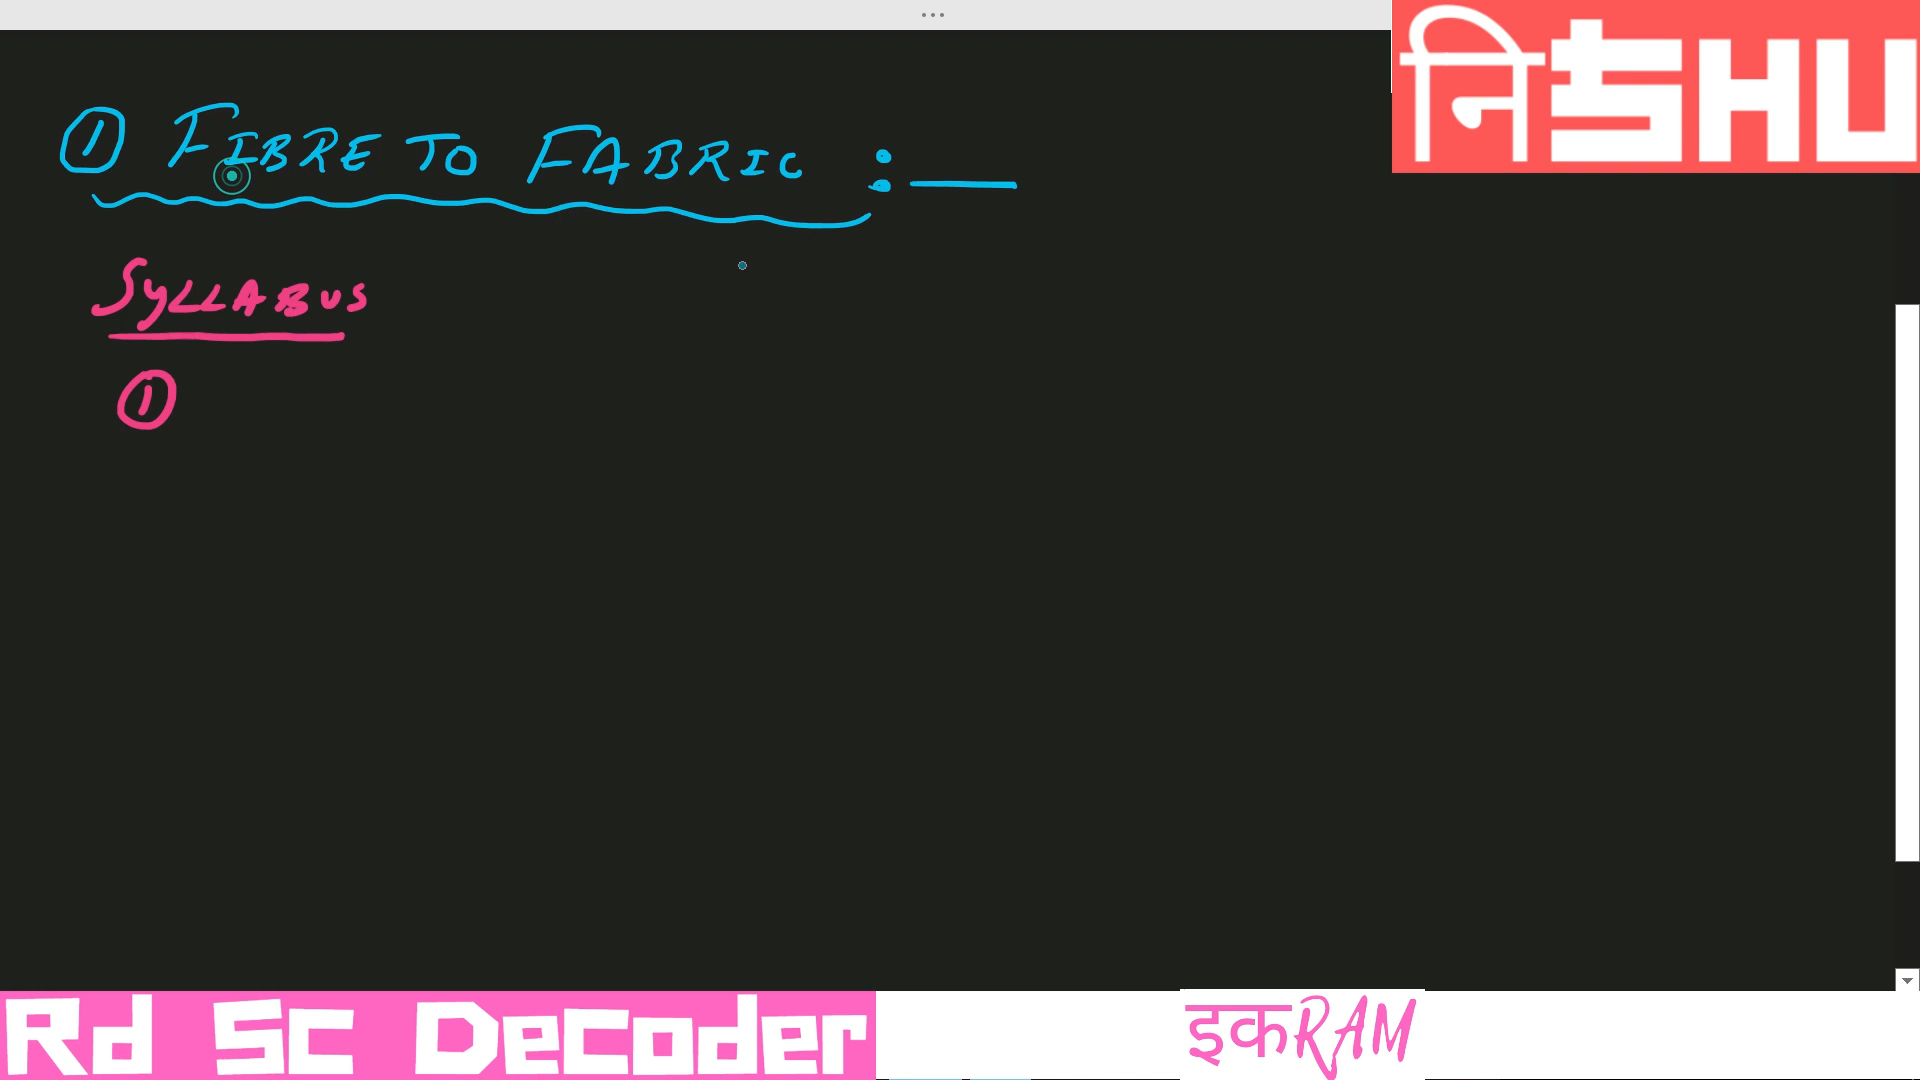 निSHU
① FIBRE TO FABRIC :—
SYLLABUS
①
Rd Sc Decoder
इकRAM